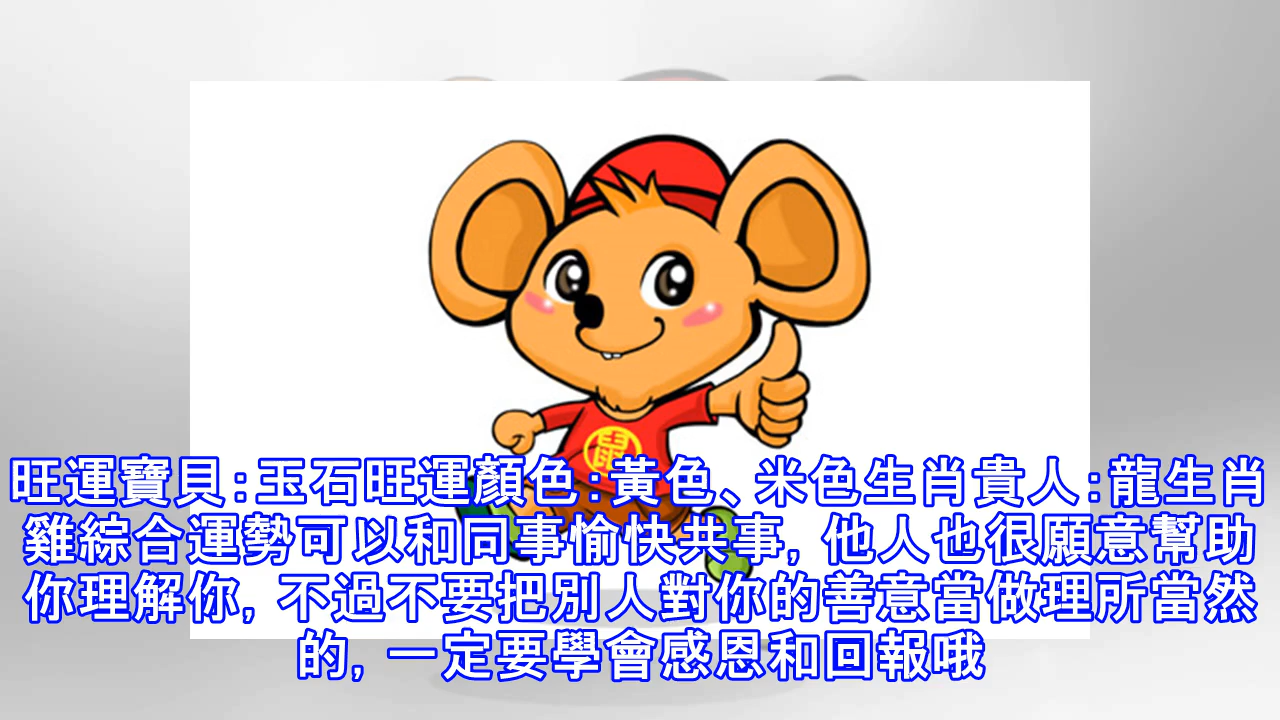 鼠
旺運寶貝:玉石旺運顏色:黃色、米色生肖貴人:龍生肖
雞綜合運勢可以和同事愉快共事, 他人也很願意幫助
你理解你, 不過不要把別人對你的善意當做理所當然
的, 一定要學會感恩和回報哦